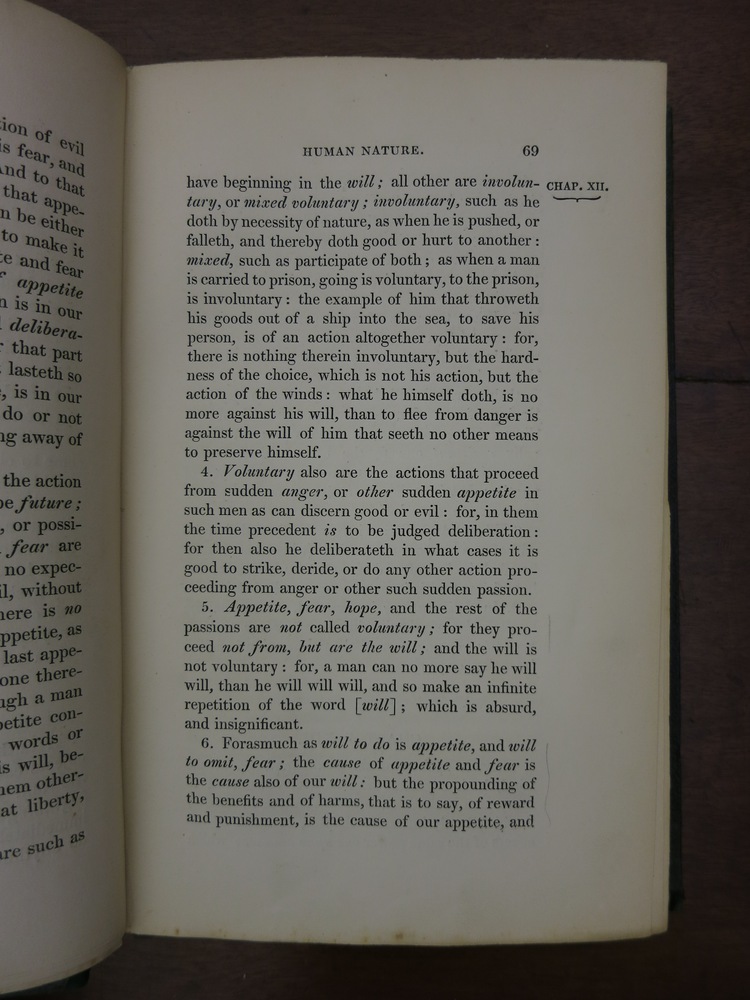 tion of evil
is fear, and
And to that
that appe-
n be either
to make it
te and fear
appetite
n is in our
delibera-
r that part
lasteth so
, is in our
do or not
ng away of
the action
be future;
, or possi-
fear are
no expec-
il, without
here is no
appetite, as
last appe-
one there-
ugh a man
petite con-
words or
is will, be-
hem other-
at liberty,
are such as
HUMAN NATURE. 69
CHAP. XII.
have beginning in the will; all other are involun-
tary, or mixed voluntary; involuntary, such as he
doth by necessity of nature, as when he is pushed, or
falleth, and thereby doth good or hurt to another:
mixed, such as participate of both; as when a man
is carried to prison, going is voluntary, to the prison,
is involuntary: the example of him that throweth
his goods out of a ship into the sea, to save his
person, is of an action altogether voluntary: for,
there is nothing therein involuntary, but the hard-
ness of the choice, which is not his action, but the
action of the winds: what he himself doth, is no
more against his will, than to flee from danger is
against the will of him that seeth no other means
to preserve himself.
4. Voluntary also are the actions that proceed
from sudden anger, or other sudden appetite in
such men as can discern good or evil: for, in them
the time precedent is to be judged deliberation:
for then also he deliberateth in what cases it is
good to strike, deride, or do any other action pro-
ceeding from anger or other such sudden passion.
5. Appetite, fear, hope, and the rest of the
passions are not called voluntary; for they pro-
ceed not from, but are the will; and the will is
not voluntary: for, a man can no more say he will
will, than he will will will, and so make an infinite
repetition of the word [will]; which is absurd,
and insignificant.
6. Forasmuch as will to do is appetite, and will
to omit, fear; the cause of appetite and fear is
the cause also of our will: but the propounding of
the benefits and of harms, that is to say, of reward
and punishment, is the cause of our appetite, and